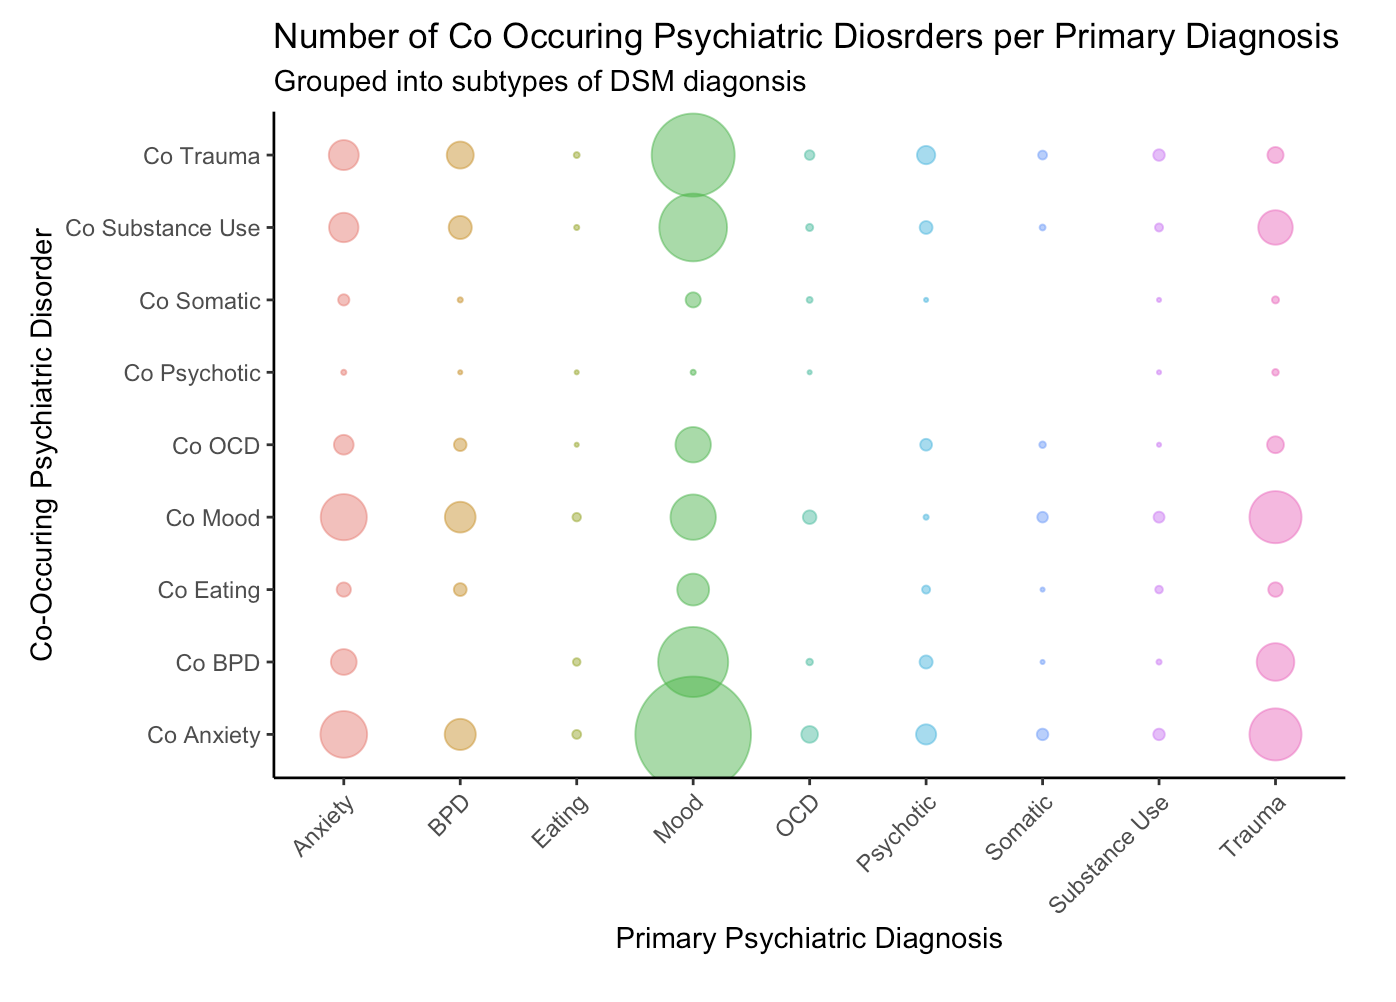 Number of Co Occuring Psychiatric Diosrders per Primary Diagnosis
Grouped into subtypes of DSM diagonsis
Co-Occuring Psychiatric Disorder
Co Trauma
Co Substance Use
Co Somatic
Co Psychotic
Co OCD
Co Mood
Co Eating
Co BPD
Co Anxiety
Anxiety
BPD
Eating
Mood
OCD
Psychotic
Somatic
Substance Use
Trauma
Primary Psychiatric Diagnosis